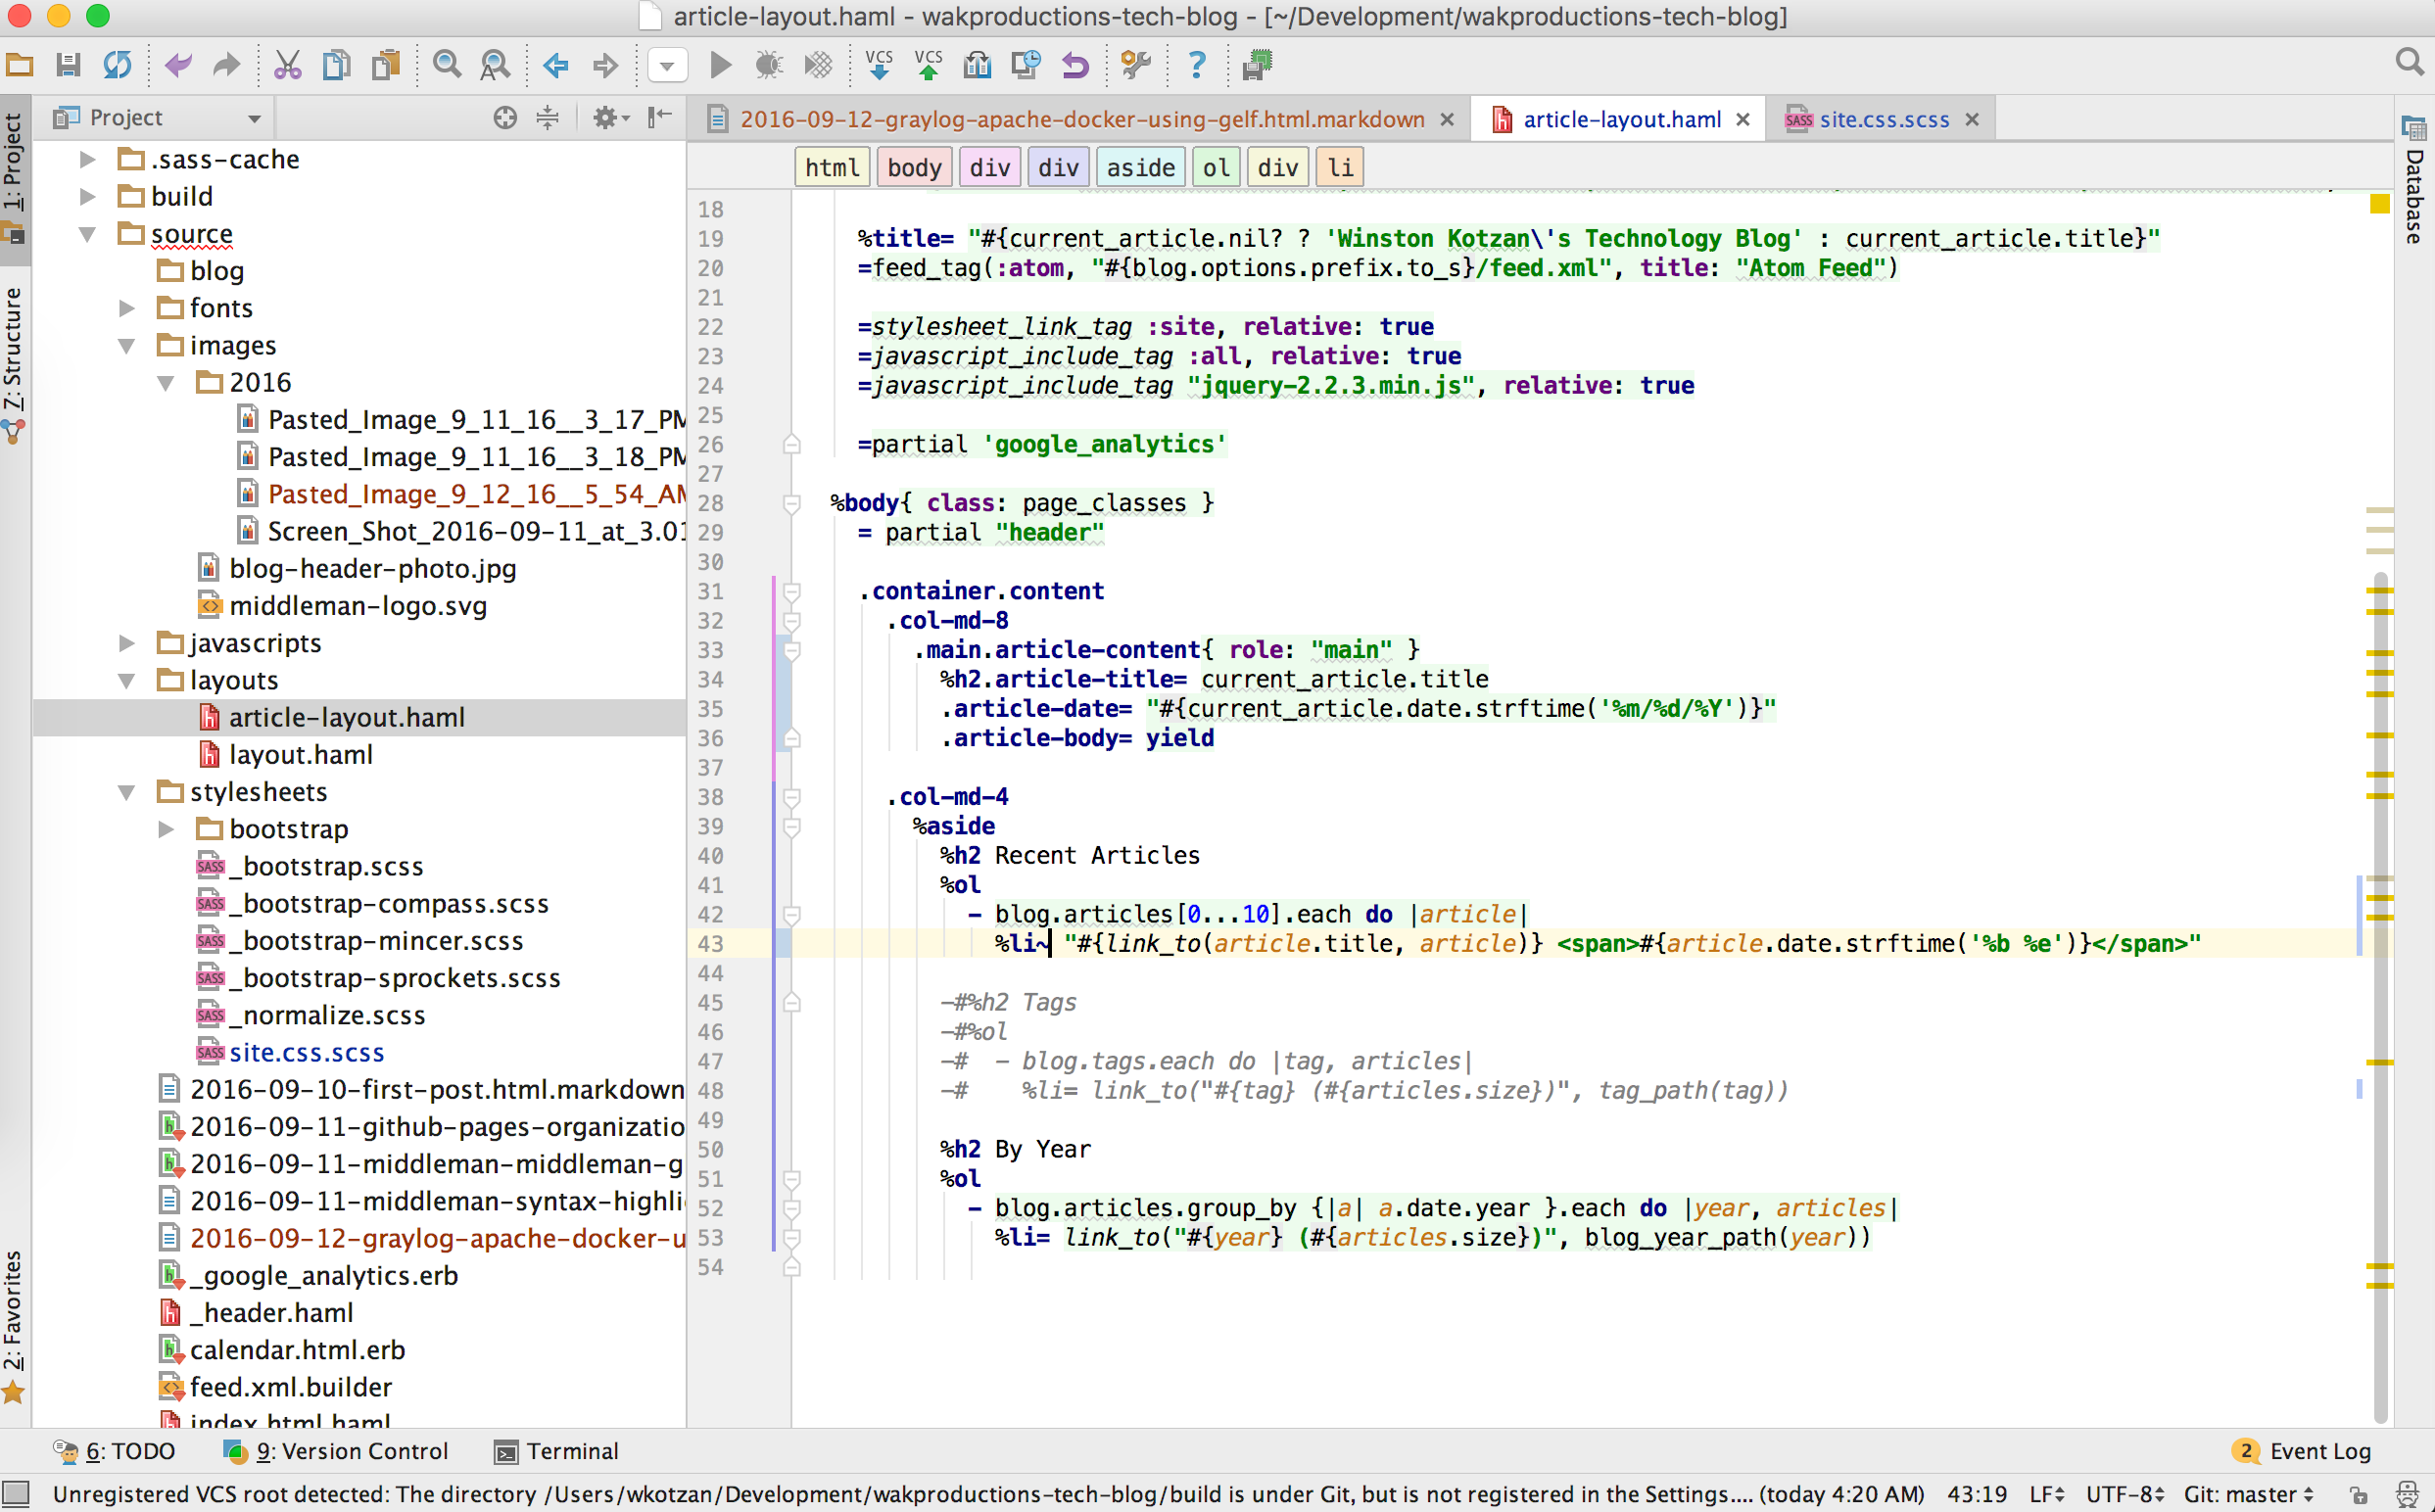 article-layout.haml - wakproductions-tech-blog - [~/Development/wakproductions-tech-blog]
VCS VCS ?
Project
2016-09-12-graylog-apache-docker-using-gelf.html.markdown
article-layout.haml
site.css.scss
html body div div aside ol div li
1: Project
7: Structure
2: Favorites
Database
.sass-cache
build
source
blog
fonts
images
2016
Pasted_Image_9_11_16__3_17_PM
Pasted_Image_9_11_16__3_18_PM
Pasted_Image_9_12_16__5_54_AM
Screen_Shot_2016-09-11_at_3.01
blog-header-photo.jpg
middleman-logo.svg
javascripts
layouts
article-layout.haml
layout.haml
stylesheets
bootstrap
_bootstrap.scss
_bootstrap-compass.scss
_bootstrap-mincer.scss
_bootstrap-sprockets.scss
_normalize.scss
site.css.scss
2016-09-10-first-post.html.markdown
2016-09-11-github-pages-organizatio
2016-09-11-middleman-middleman-g
2016-09-11-middleman-syntax-highli
2016-09-12-graylog-apache-docker-u
_google_analytics.erb
_header.haml
calendar.html.erb
feed.xml.builder
index.html.haml
18
19 %title= "#{current_article.nil? ? 'Winston Kotzan\'s Technology Blog' : current_article.title}"
20 =feed_tag(:atom, "#{blog.options.prefix.to_s}/feed.xml", title: "Atom Feed")
21
22 =stylesheet_link_tag :site, relative: true
23 =javascript_include_tag :all, relative: true
24 =javascript_include_tag "jquery-2.2.3.min.js", relative: true
25
26 =partial 'google_analytics'
27
28 %body{ class: page_classes }
29 = partial "header"
30
31 .container.content
32 .col-md-8
33 .main.article-content{ role: "main" }
34 %h2.article-title= current_article.title
35 .article-date= "#{current_article.date.strftime('%m/%d/%Y')}"
36 .article-body= yield
37
38 .col-md-4
39 %aside
40 %h2 Recent Articles
41 %ol
42 - blog.articles[0...10].each do |article|
43 %li~ "#{link_to(article.title, article)} <span>#{article.date.strftime('%b %e')}</span>"
44
45 -#%h2 Tags
46 -#%ol
47 -# - blog.tags.each do |tag, articles|
48 -# %li= link_to("#{tag} (#{articles.size})", tag_path(tag))
49
50 %h2 By Year
51 %ol
52 - blog.articles.group_by {|a| a.date.year }.each do |year, articles|
53 %li= link_to("#{year} (#{articles.size})", blog_year_path(year))
54
6: TODO 9: Version Control Terminal 2 Event Log
Unregistered VCS root detected: The directory /Users/wkotzan/Development/wakproductions-tech-blog/build is under Git, but is not registered in the Settings.... (today 4:20 AM) 43:19 LF UTF-8 Git: master